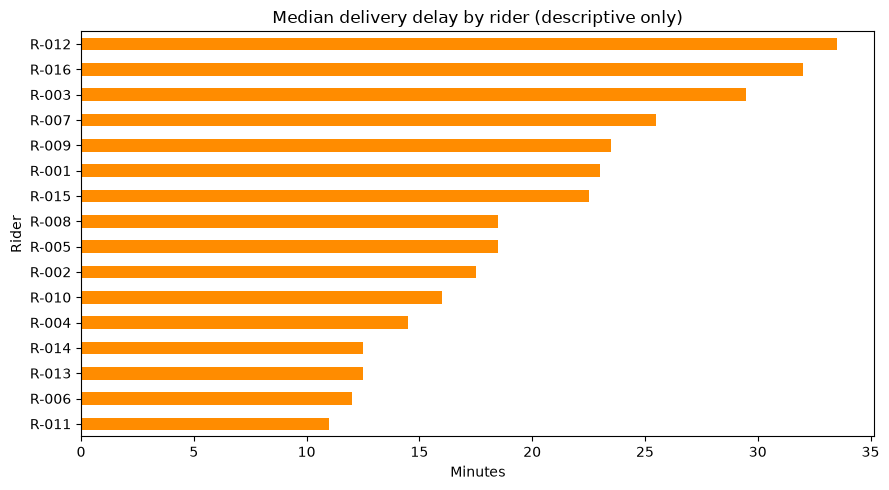 Median delivery delay by rider (descriptive only)
R-012
R-016
R-003
R-007
R-009
R-001
R-015
R-008
R-005
R-002
R-010
R-004
R-014
R-013
R-006
R-011
Rider
0 5 10 15 20 25 30 35
Minutes